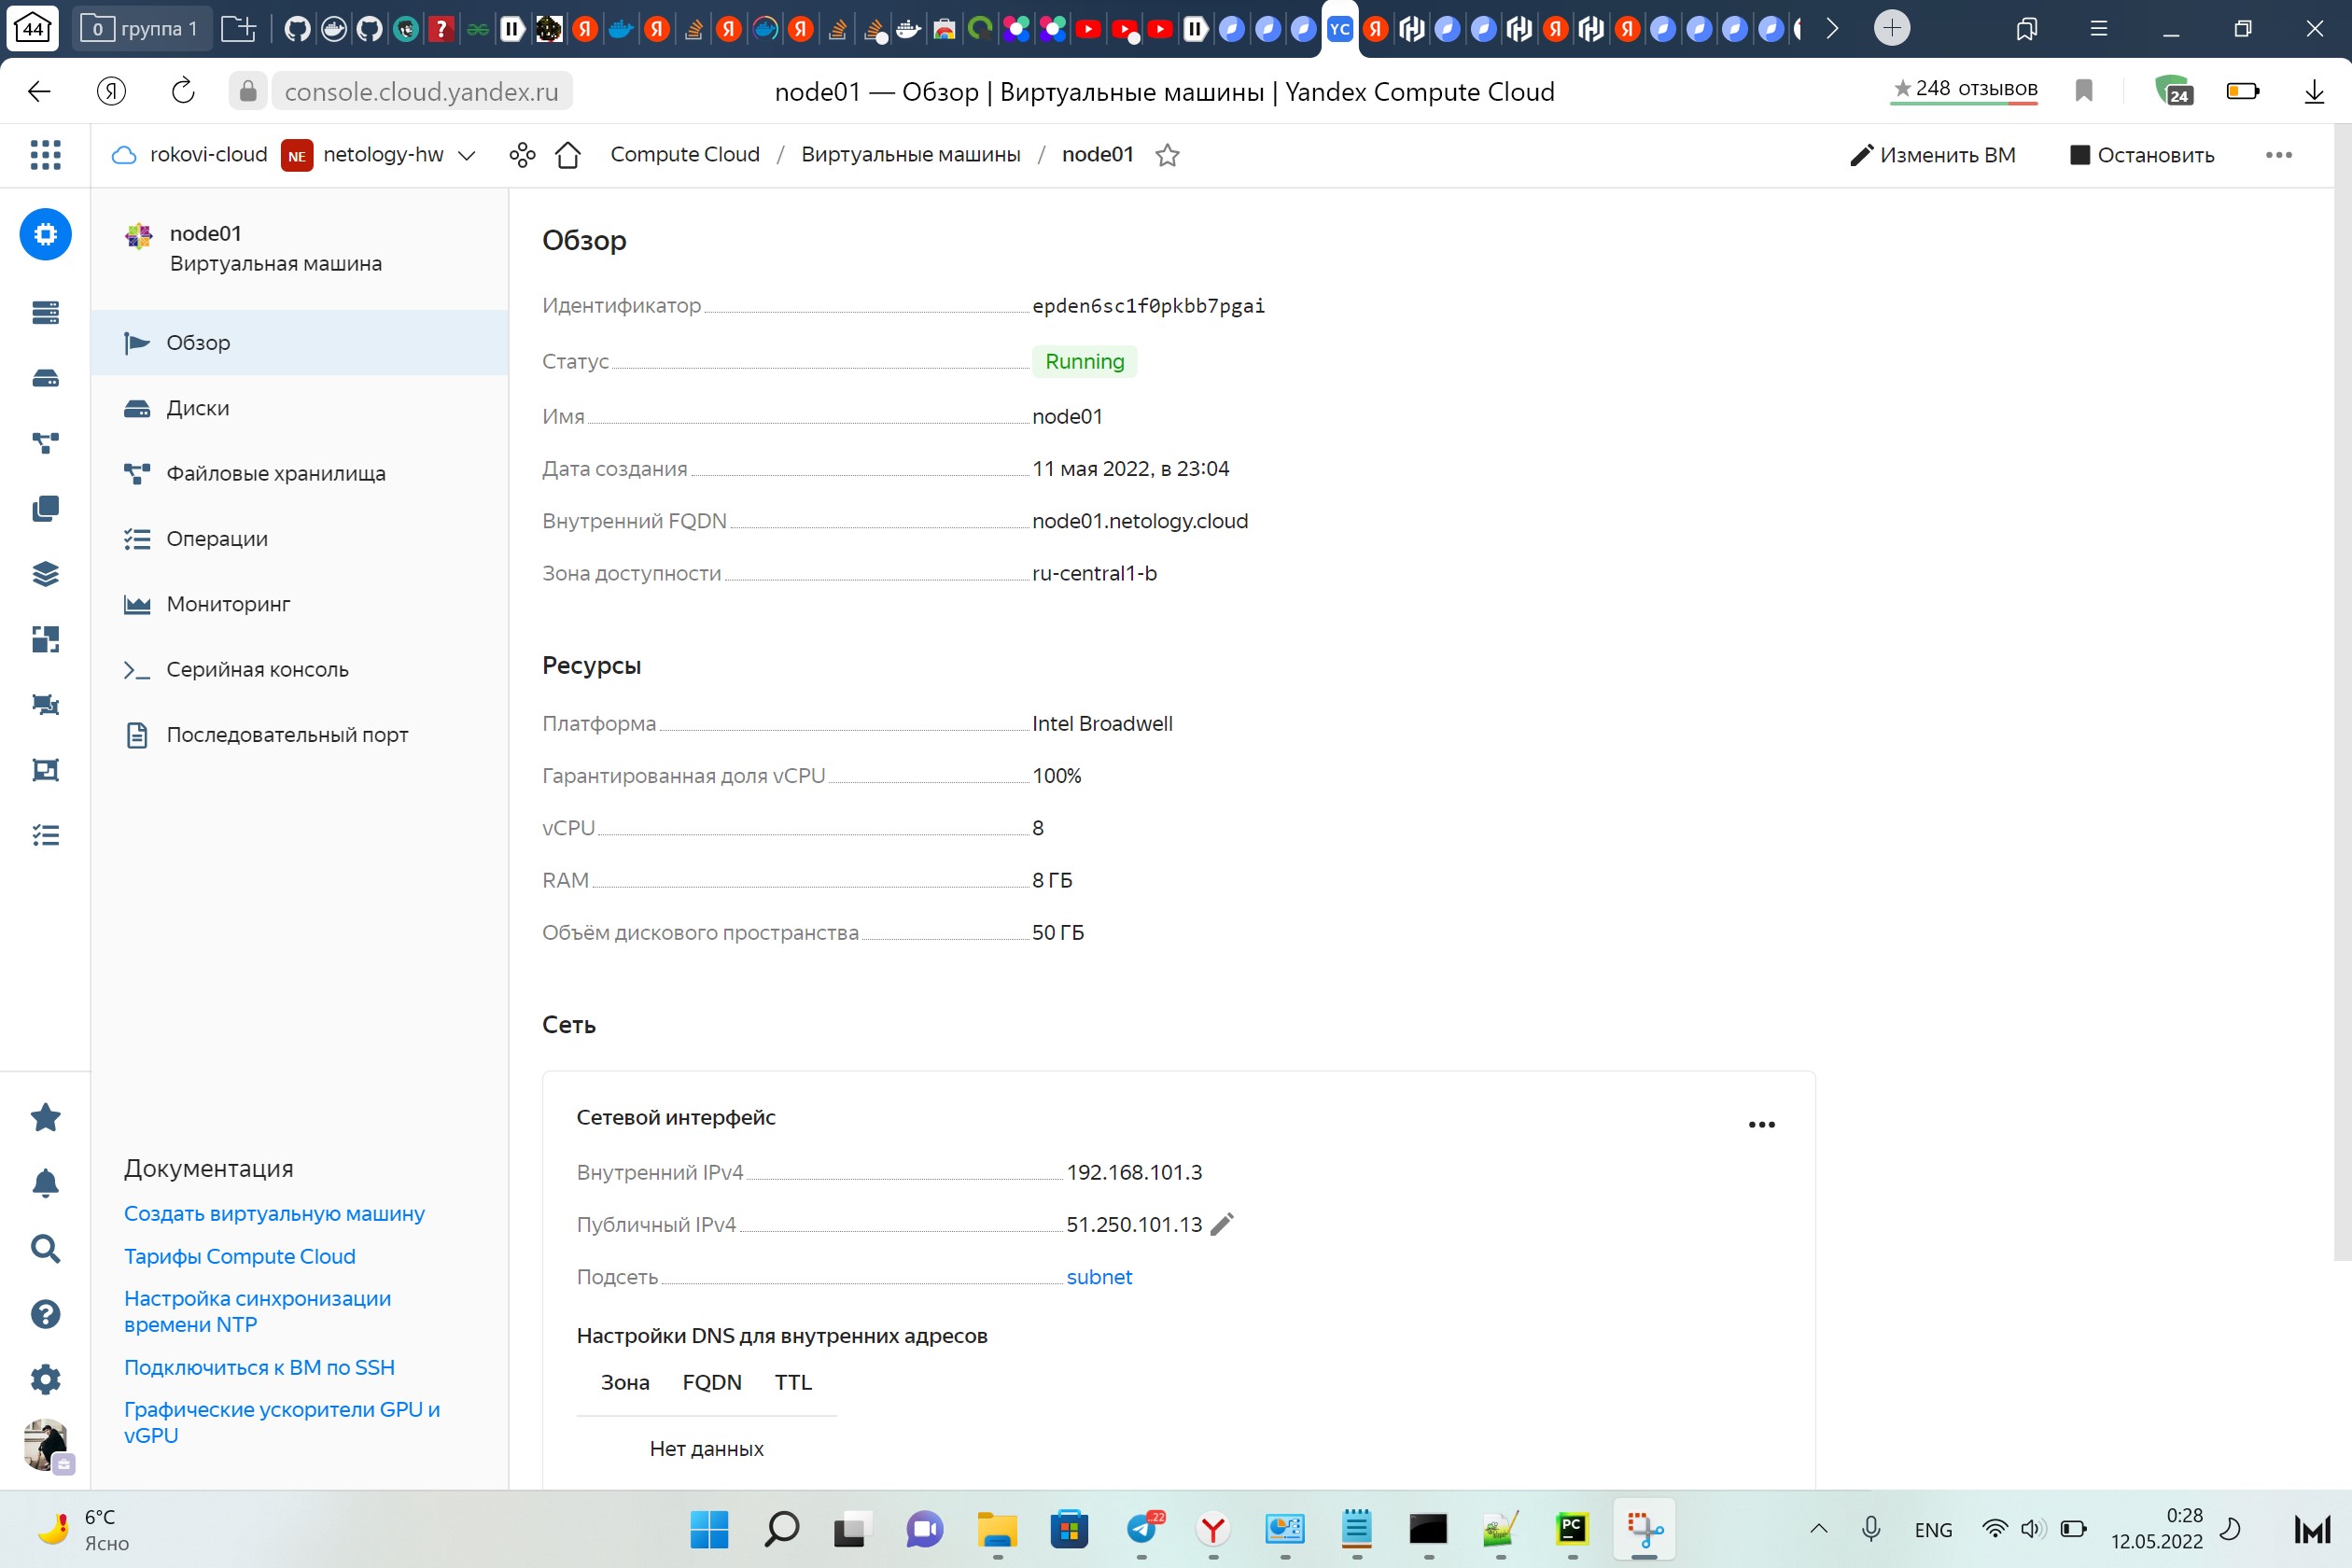 44
0 группа 1
YC
console.cloud.yandex.ru
node01 — Обзор | Виртуальные машины | Yandex Compute Cloud
248 отзывов
24
rokovi-cloud NE netology-hw
Compute Cloud / Виртуальные машины / node01
Изменить ВМ
Остановить
node01
Виртуальная машина
Обзор
Диски
Файловые хранилища
Операции
Мониторинг
Серийная консоль
Последовательный порт
Документация
Создать виртуальную машину
Тарифы Compute Cloud
Настройка синхронизации
времени NTP
Подключиться к ВМ по SSH
Графические ускорители GPU и
vGPU
Обзор
Идентификатор epden6sc1f0pkbb7pgai
Статус Running
Имя node01
Дата создания 11 мая 2022, в 23:04
Внутренний FQDN node01.netology.cloud
Зона доступности ru-central1-b
Ресурсы
Платформа Intel Broadwell
Гарантированная доля vCPU 100%
vCPU 8
RAM 8 ГБ
Объём дискового пространства 50 ГБ
Сеть
Сетевой интерфейс
Внутренний IPv4 192.168.101.3
Публичный IPv4 51.250.101.13
Подсеть subnet
Настройки DNS для внутренних адресов
Зона FQDN TTL
Нет данных
6°C
Ясно
..22
PC
ENG
0:28
12.05.2022